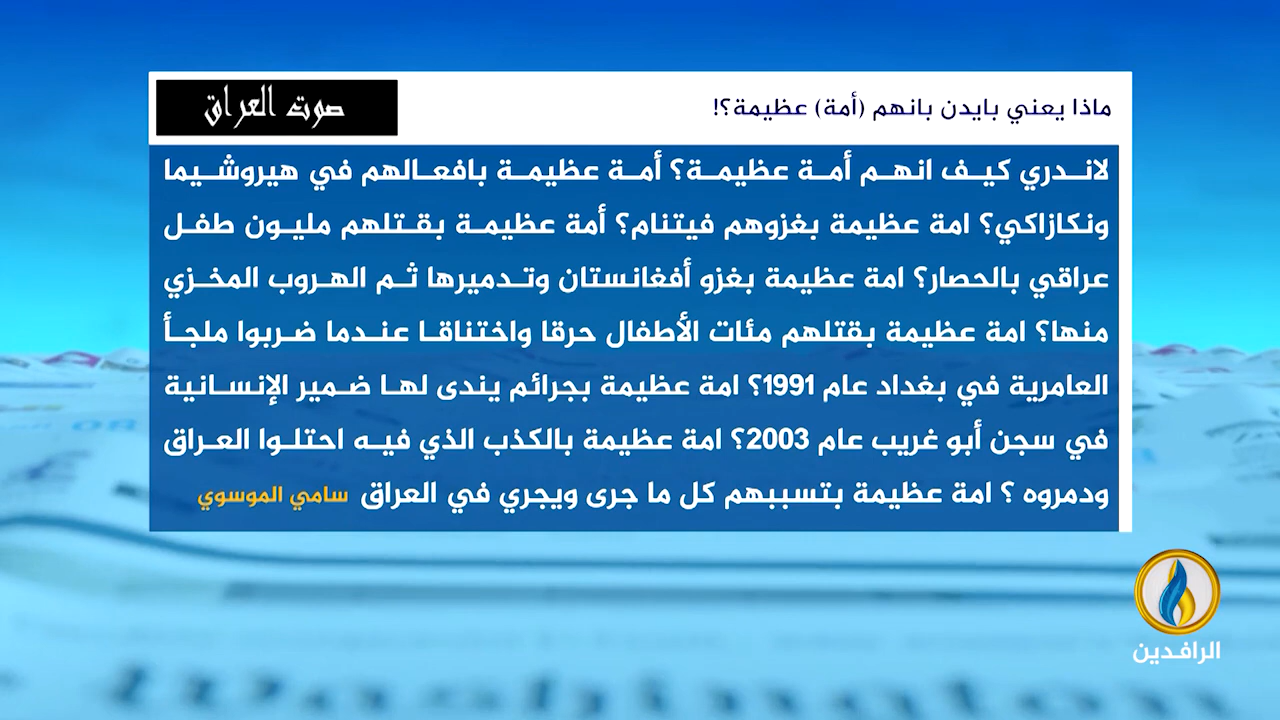 صوت العراق
ماذا يعني بايدن بانهم (أمة) عظيمة؟!
لاندري كيف انهم أمة عظيمة؟ أمة عظيمة بافعالهم في هيروشيما
ونكازاكي؟ امة عظيمة بغزوهم فيتنام؟ أمة عظيمة بقتلهم مليون طفل
عراقي بالحصار؟ امة عظيمة بغزو أفغانستان وتدميرها ثم الهروب المخزي
منها؟ امة عظيمة بقتلهم مئات الأطفال حرقا واختناقا عندما ضربوا ملجأ
العامرية في بغداد عام 1991؟ امة عظيمة بجرائم يندى لها ضمير الإنسانية
في سجن أبو غريب عام 2003؟ امة عظيمة بالكذب الذي فيه احتلوا العراق
ودمروه ؟ امة عظيمة بتسببهم كل ما جرى ويجري في العراق سامي الموسوي
الرافدين